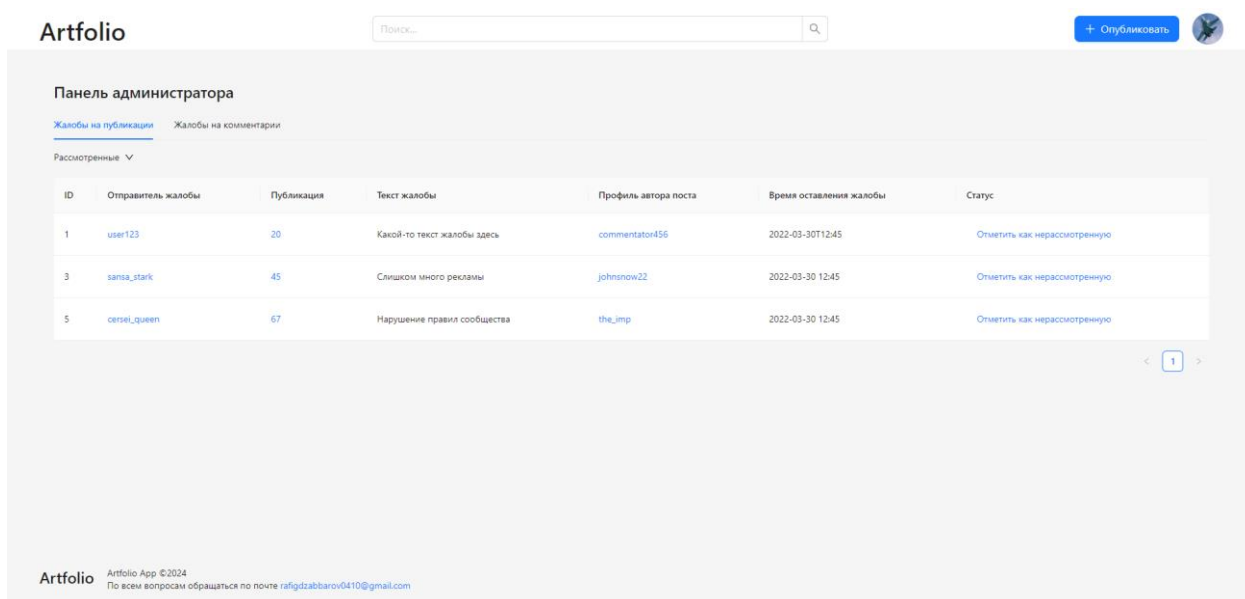 Artfolio Поиск... + Опубликовать
Панель администратора
Жалобы на публикации Жалобы на комментарии
Рассмотренные
ID Отправитель жалобы Публикация Текст жалобы Профиль автора поста Время оставления жалобы Статус
1 user123 20 Какой-то текст жалобы здесь commentator456 2022-03-30T12:45 Отметить как нерассмотренную
3 sansa_stark 45 Слишком много рекламы johnsnow22 2022-03-30 12:45 Отметить как нерассмотренную
5 cersei_queen 67 Нарушение правил сообщества the_imp 2022-03-30 12:45 Отметить как нерассмотренную
< 1 >
Artfolio Artfolio App ©2024
По всем вопросам обращаться по почте rafigdzabbarov0410@gmail.com